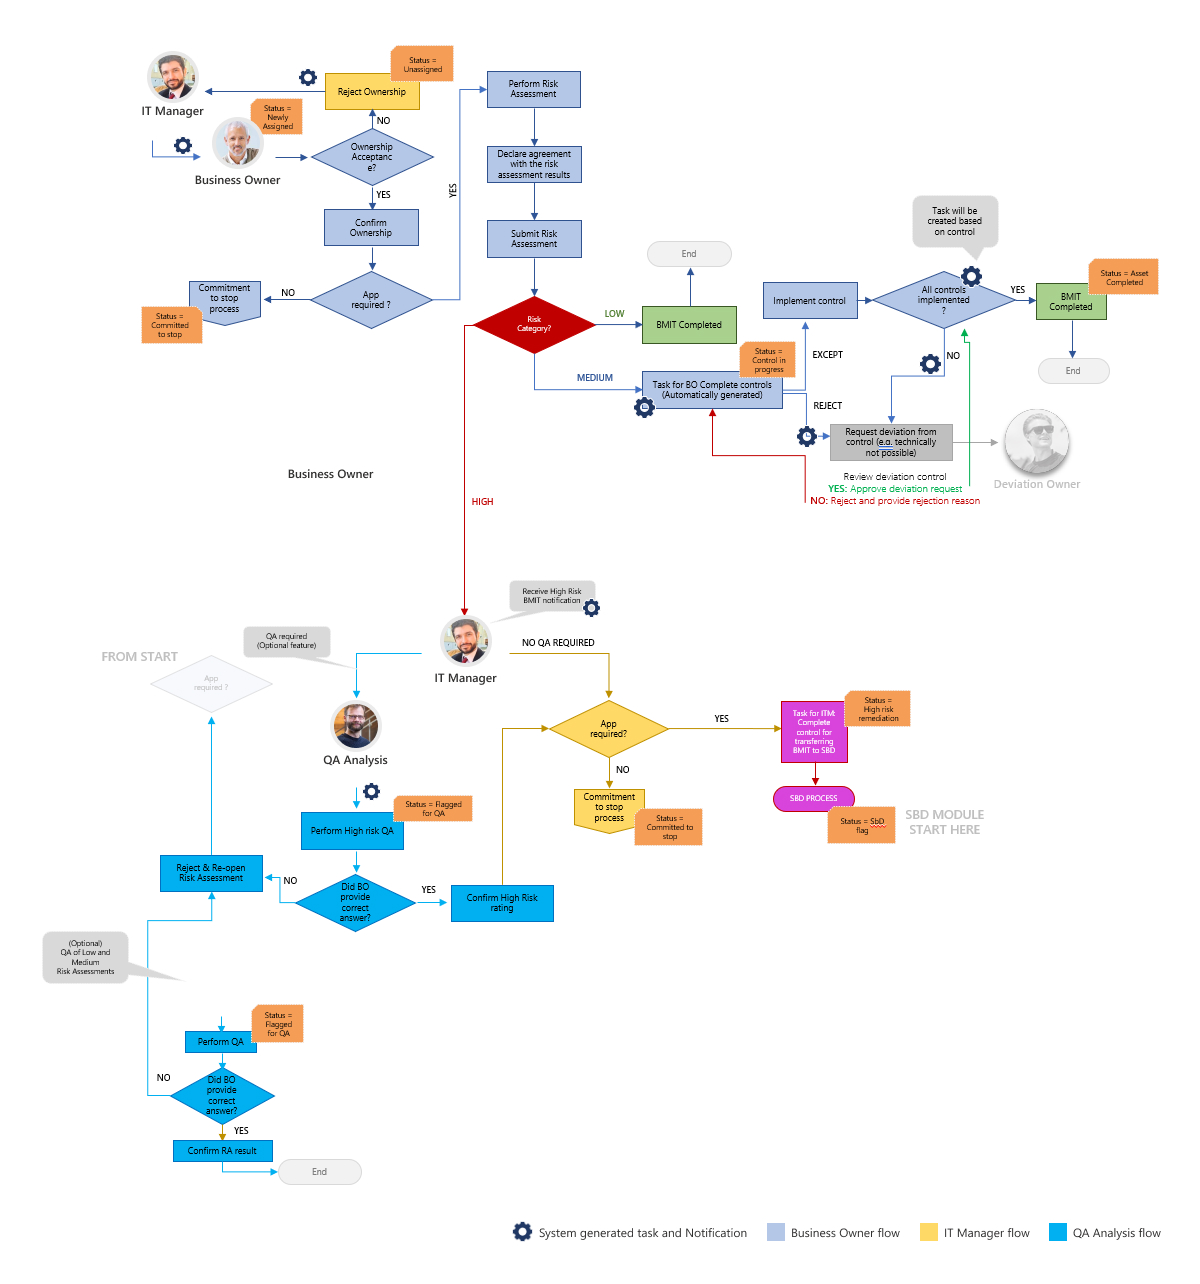 Status =
Unassigned
Reject Ownership
IT Manager
Status =
Newly
Assigned
Business Owner
NO
Ownership
Acceptanc
e?
YES
Confirm
Ownership
Commitment
to stop
process
NO
App
required ?
Status =
Committed
to stop
YES
Perform Risk
Assessment
Declare agreement
with the risk
assessment results
Submit Risk
Assessment
Risk
Category?
LOW
End
BMIT Completed
MEDIUM
Status =
Control in
progress
Task for BO Complete controls
(Automatically generated)
EXCEPT
REJECT
Implement control
Task will be
created based
on control
All controls
implemented
?
YES
NO
Status = Asset
Completed
BMIT
Completed
End
Request deviation from
control (e.g. technically
not possible)
Deviation Owner
Review deviation control
YES: Approve deviation request
NO: Reject and provide rejection reason
Business Owner
HIGH
Receive High Risk
BMIT notification
QA required
(Optional feature)
NO QA REQUIRED
IT Manager
FROM START
App
required ?
QA Analysis
App
required?
YES
NO
Commitment
to stop
process
Status =
Committed to
stop
Task for ITM:
Complete
control for
transferring
BMIT to SBD
Status =
High risk
remediation
SBD PROCESS
Status = SbD
flag
SBD MODULE
START HERE
Status = Flagged
for QA
Perform High risk QA
Reject & Re-open
Risk Assessment
NO
Did BO
provide
correct
answer?
YES
Confirm High Risk
rating
(Optional)
QA of Low and
Medium
Risk Assessments
Status =
Flagged
for QA
Perform QA
NO
Did BO
provide
correct
answer?
YES
Confirm RA result
End
System generated task and Notification
Business Owner flow
IT Manager flow
QA Analysis flow